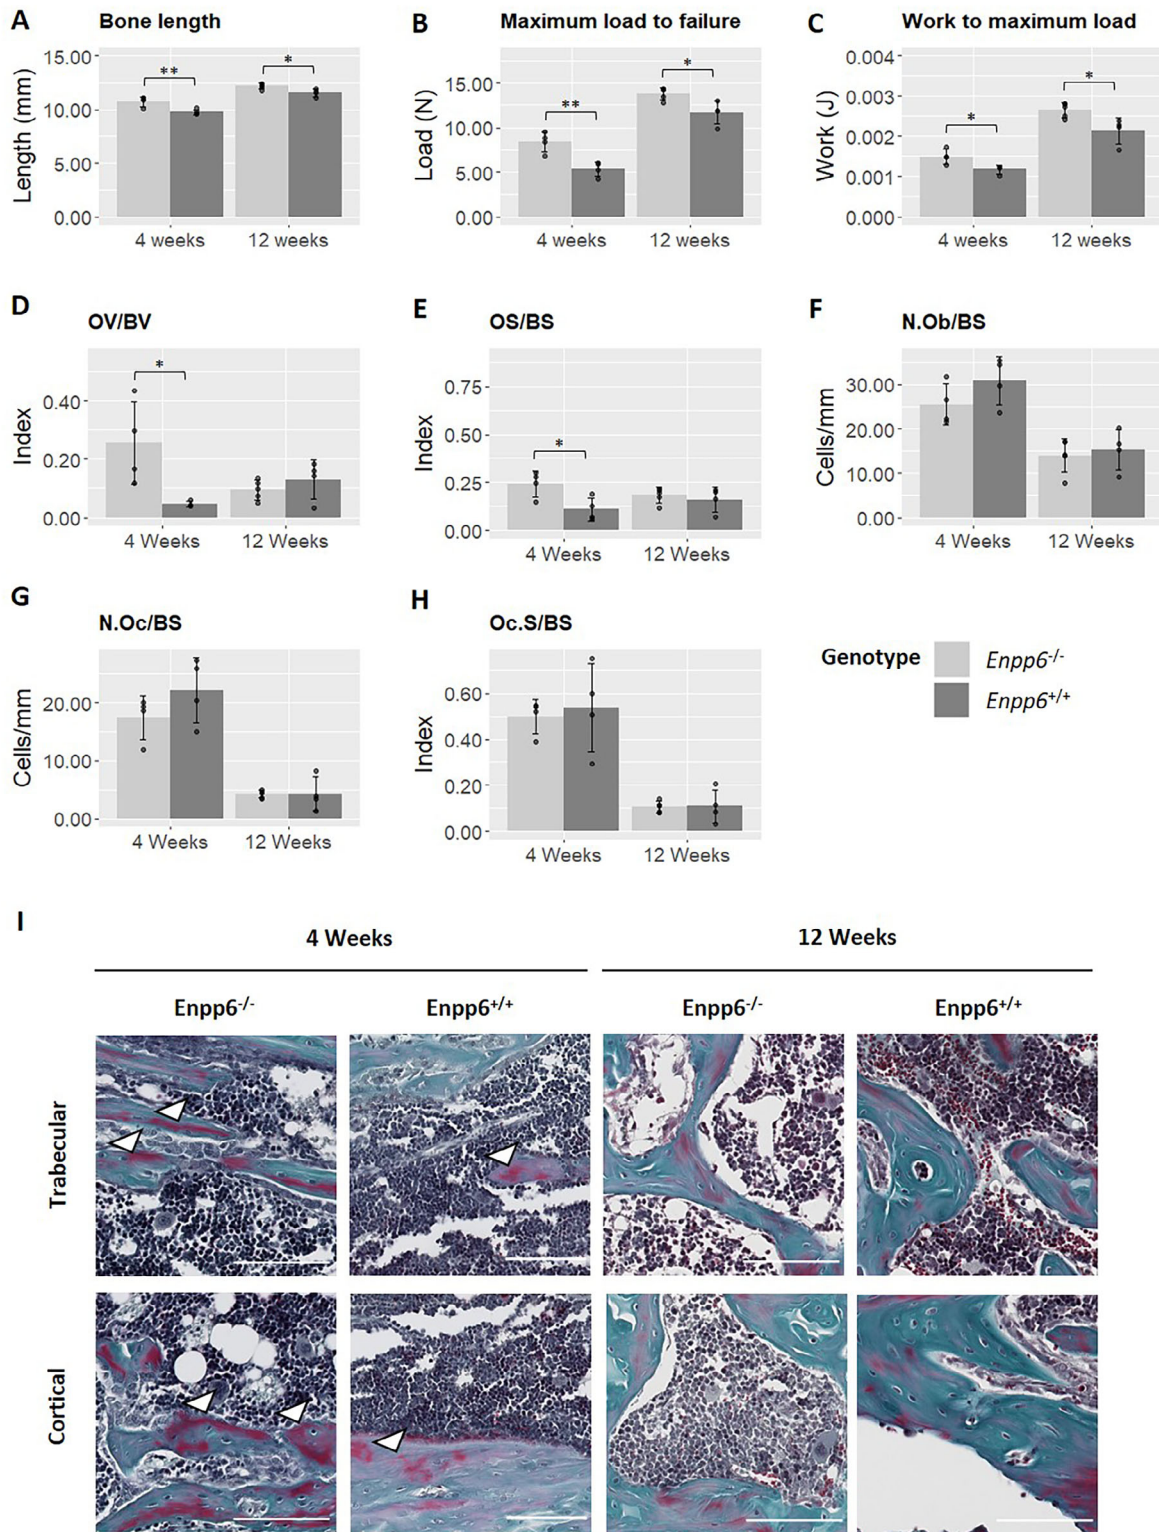 A Bone length
B Maximum load to failure
C Work to maximum load
Length (mm)
15.00
10.00
5.00
0.00
**
*
4 weeks 12 weeks
Load (N)
15.00
10.00
5.00
0.00
**
*
4 weeks 12 weeks
Work (J)
0.004
0.003
0.002
0.001
0.000
*
*
4 weeks 12 weeks
D
OV/BV
Index
0.40
0.20
0.00
*
4 Weeks 12 Weeks
E
OS/BS
Index
0.75
0.50
0.25
0.00
*
4 Weeks 12 Weeks
F
N.Ob/BS
Cells/mm
30.00
20.00
10.00
0.00
4 Weeks 12 Weeks
G
N.Oc/BS
Cells/mm
20.00
10.00
0.00
4 Weeks 12 Weeks
H
Oc.S/BS
Index
0.60
0.40
0.20
0.00
4 Weeks 12 Weeks
Genotype
Enpp6-/-
Enpp6+/+
I
4 Weeks 12 Weeks
Enpp6-/- Enpp6+/+ Enpp6-/- Enpp6+/+
Trabecular
Cortical